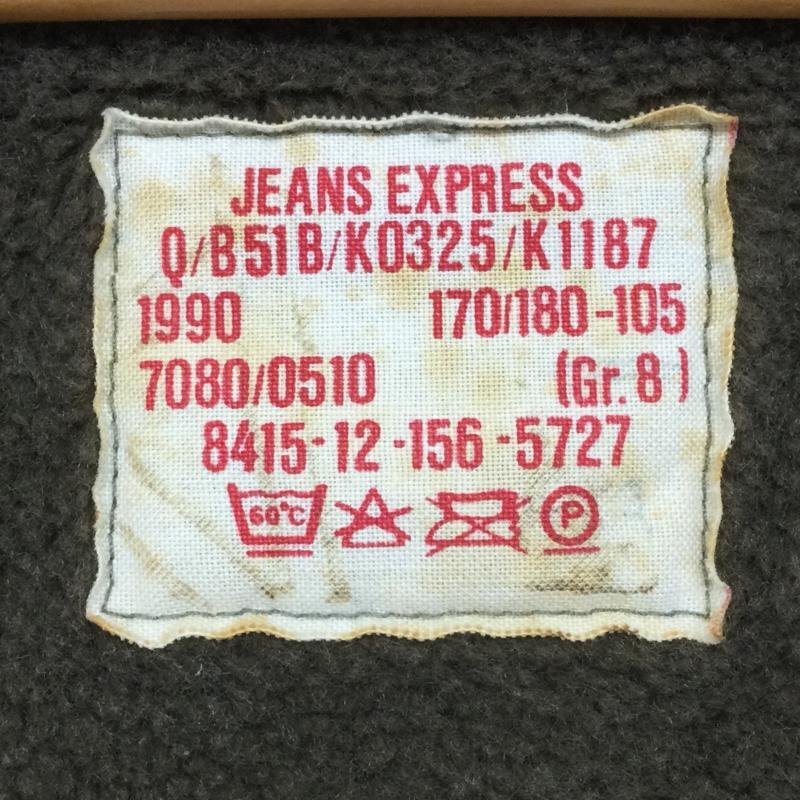 JEANS EXPRESS
Q/B51B/K0325/K1187
1990 170/180-105
7080/0510 (Gr. 8)
8415-12-156-5727
60°C P